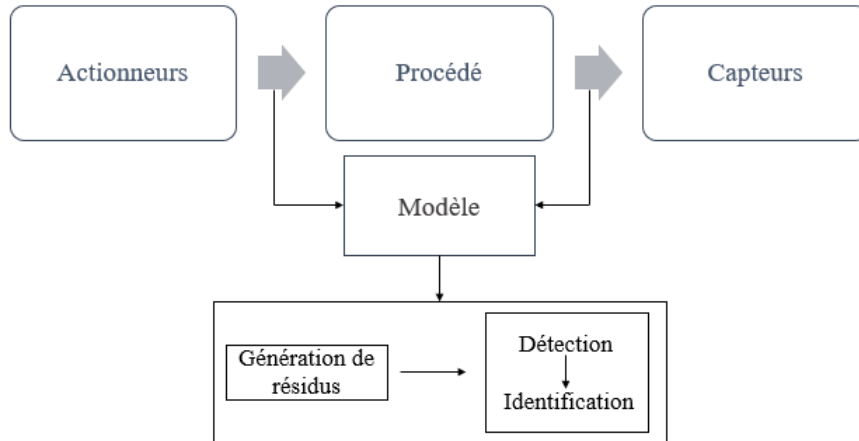 Actionneurs
Procédé
Capteurs
Modèle
Génération de
résidus
Détection
Identification